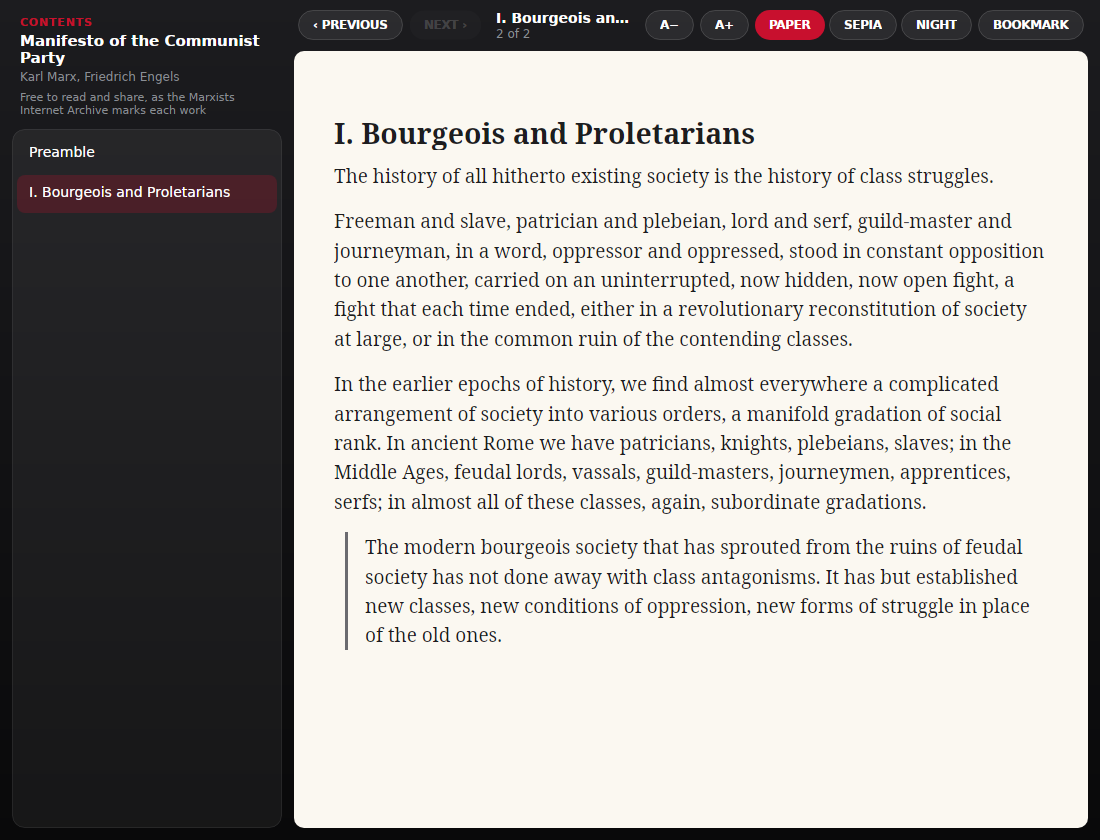 CONTENTS
Manifesto of the Communist
Party
Karl Marx, Friedrich Engels
Free to read and share, as the Marxists
Internet Archive marks each work
Preamble
I. Bourgeois and Proletarians
‹ PREVIOUS
NEXT ›
I. Bourgeois an...
2 of 2
A−
A+
PAPER
SEPIA
NIGHT
BOOKMARK
I. Bourgeois and Proletarians
The history of all hitherto existing society is the history of class struggles.
Freeman and slave, patrician and plebeian, lord and serf, guild-master and
journeyman, in a word, oppressor and oppressed, stood in constant opposition
to one another, carried on an uninterrupted, now hidden, now open fight, a
fight that each time ended, either in a revolutionary reconstitution of society
at large, or in the common ruin of the contending classes.
In the earlier epochs of history, we find almost everywhere a complicated
arrangement of society into various orders, a manifold gradation of social
rank. In ancient Rome we have patricians, knights, plebeians, slaves; in the
Middle Ages, feudal lords, vassals, guild-masters, journeymen, apprentices,
serfs; in almost all of these classes, again, subordinate gradations.
The modern bourgeois society that has sprouted from the ruins of feudal
society has not done away with class antagonisms. It has but established
new classes, new conditions of oppression, new forms of struggle in place
of the old ones.